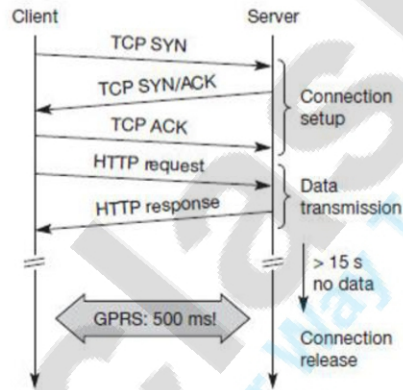 Client Server
TCP SYN
TCP SYN/ACK
Connection
setup
TCP ACK
HTTP request
Data
transmission
HTTP response
> 15 s
no data
GPRS: 500 ms!
Connection
release